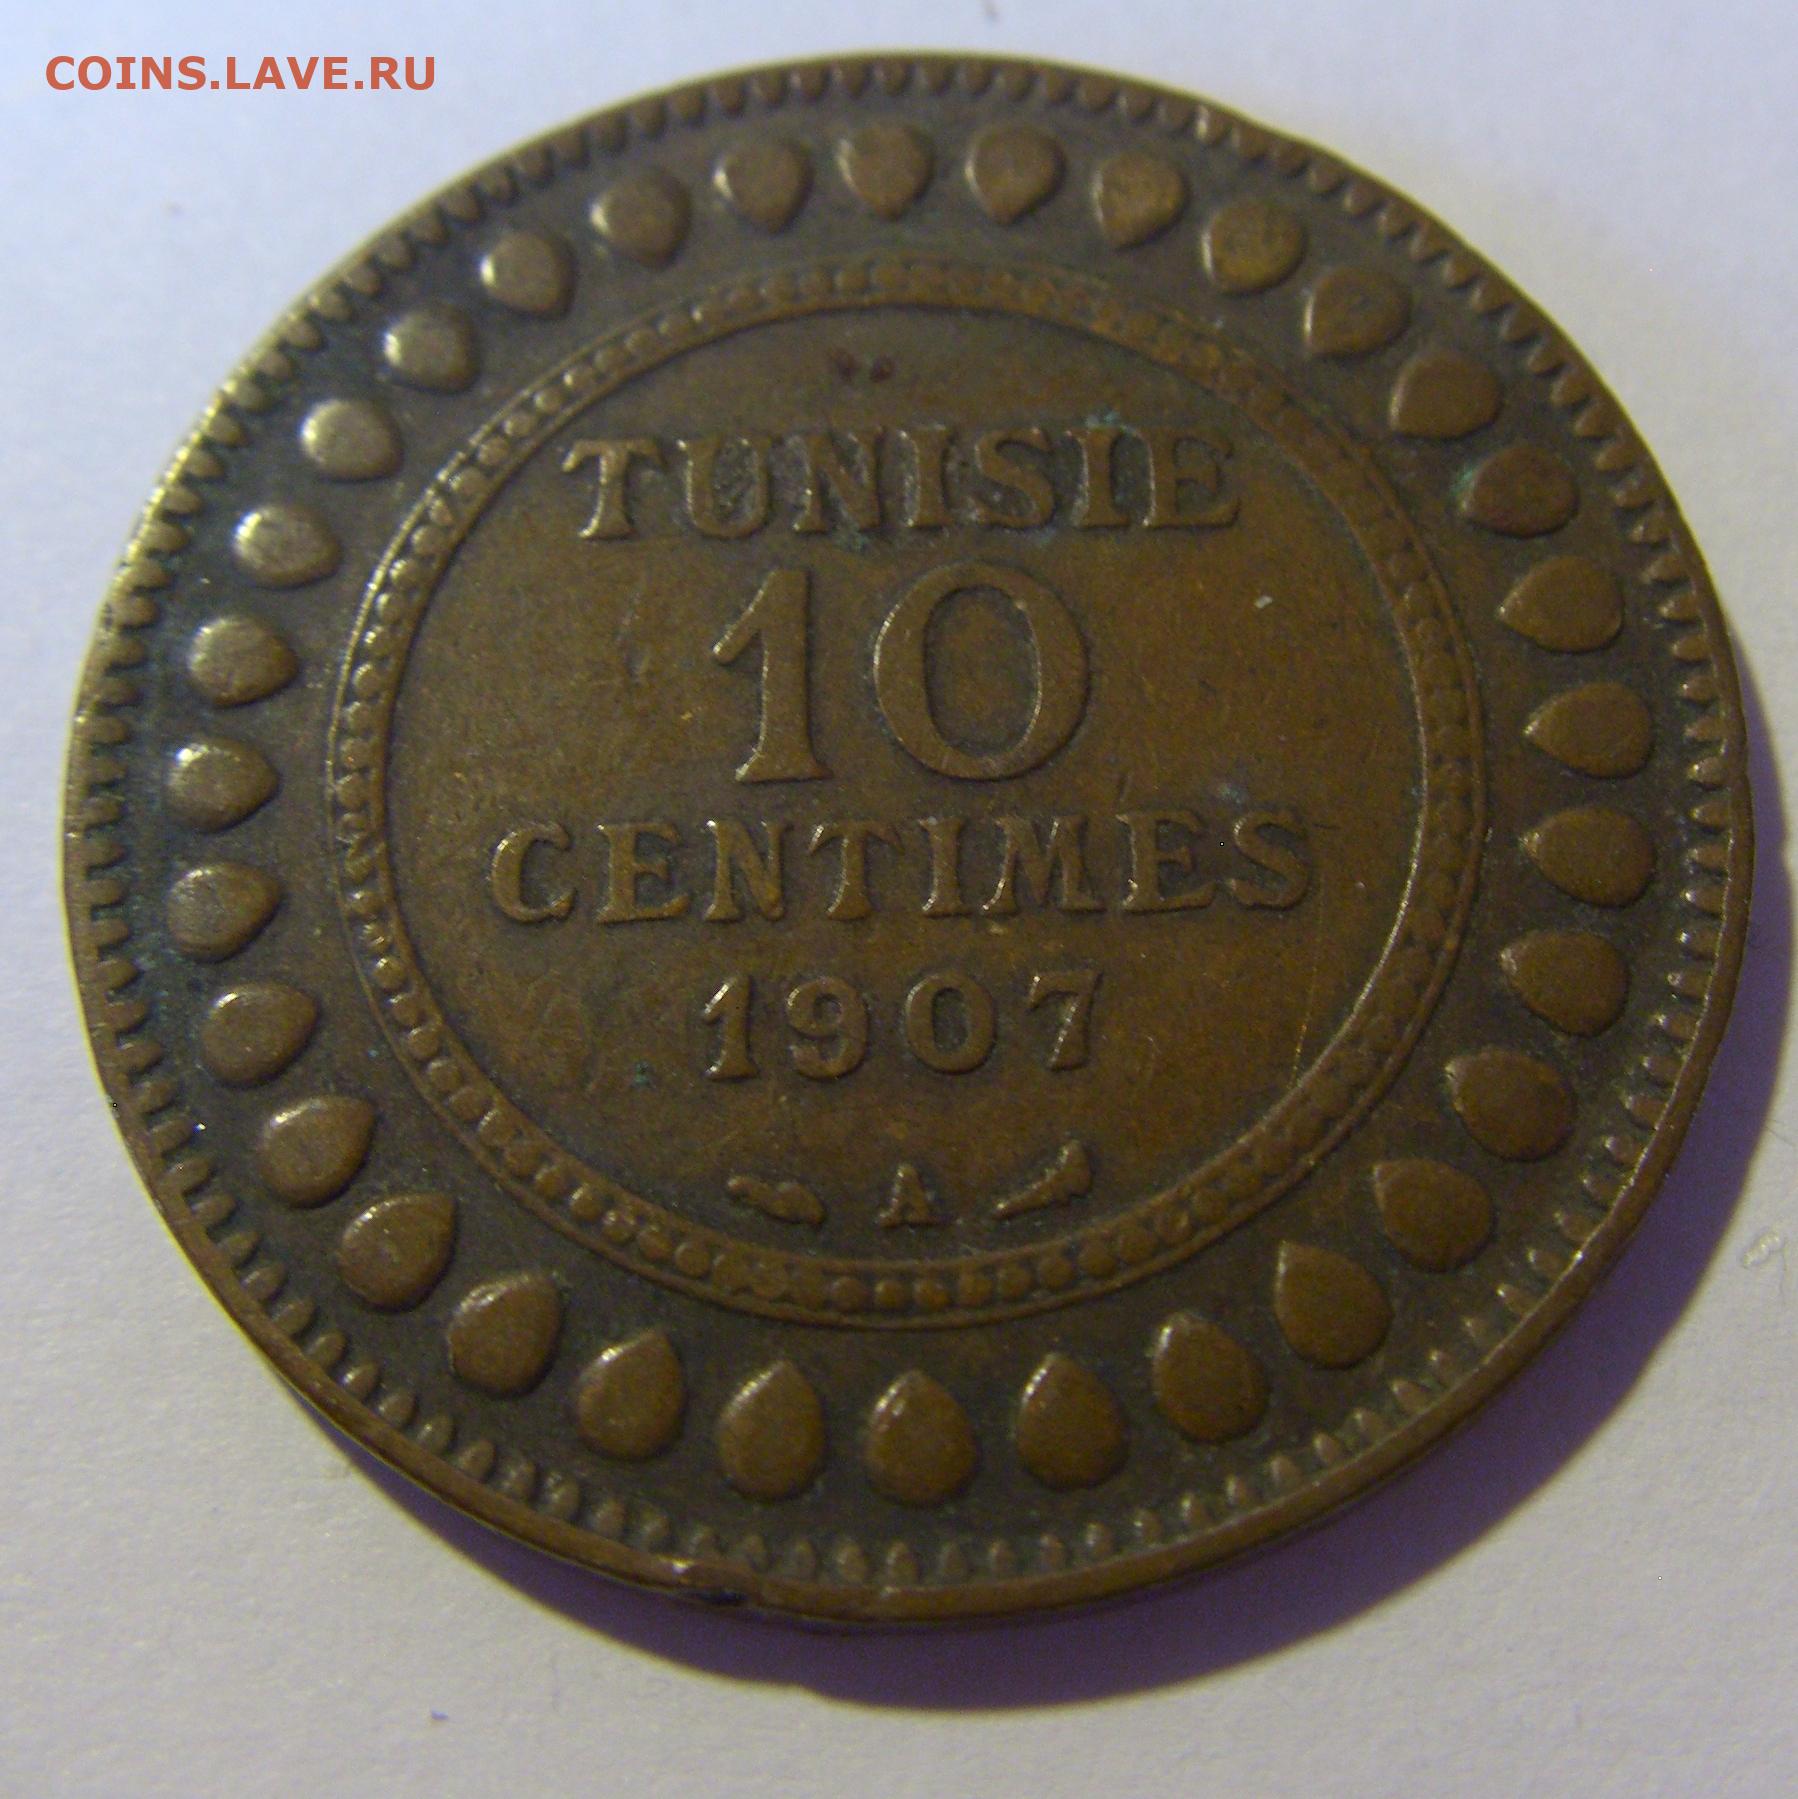 COINS.LAVE.RU
TUNISIE
10
CENTIMES
1907
A